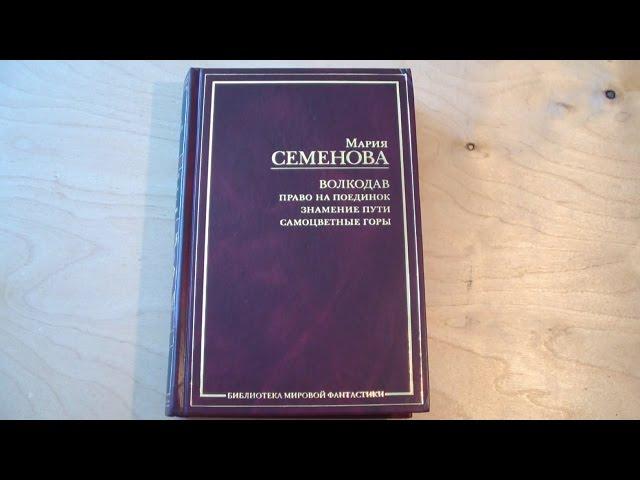 Мария
СЕМЕНОВА
ВОЛКОДАВ
ПРАВО НА ПОЕДИНОК
ЗНАМЕНИЕ ПУТИ
САМОЦВЕТНЫЕ ГОРЫ
БИБЛИОТЕКА МИРОВОЙ ФАНТАСТИКИ